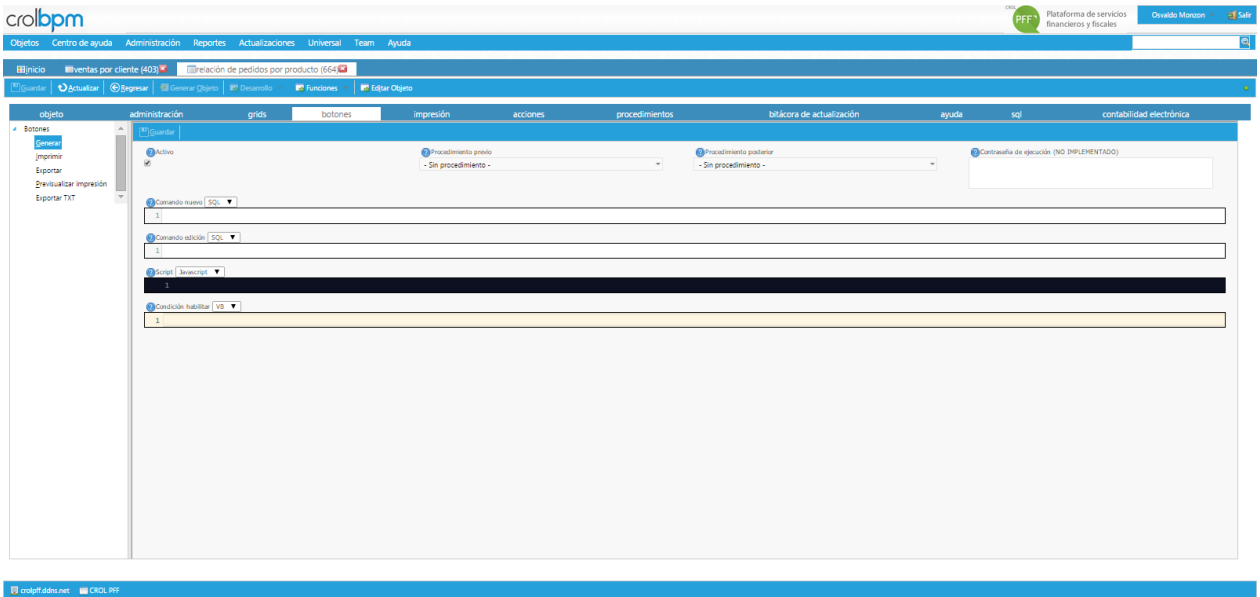 crolbpm
CROL
PFF
Plataforma de servicios
financieros y fiscales
Osvaldo Monzon
Salir
Objetos Centro de ayuda Administración Reportes Actualizaciones Universal Team Ayuda
Inicio ventas por cliente (403) relación de pedidos por producto (664)
Guardar Actualizar Regresar Generar Objeto Desarrollo Funciones Editar Objeto
objeto administración grids botones impresión acciones procedimientos bitácora de actualización ayuda sql contabilidad electrónica
Botones
Generar
Imprimir
Exportar
Previsualizar impresión
Exportar TXT
Guardar
Activo Procedimiento previo Procedimiento posterior Contraseña de ejecución (NO IMPLEMENTADO)
- Sin procedimiento - - Sin procedimiento -
Comando nuevo SQL
1
Comando edición SQL
1
Script Javascript
1
Condición habilitar VB
1
crolpff.ddns.net CROL PFF